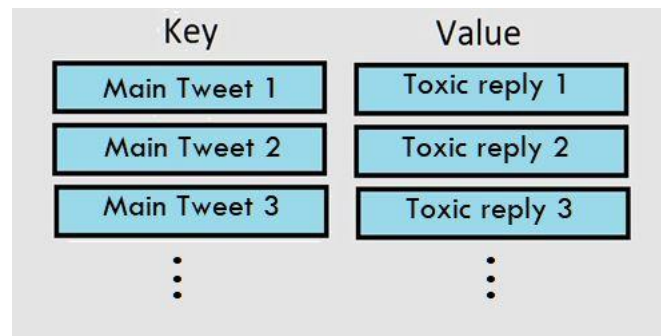 Key Value
Main Tweet 1 Toxic reply 1
Main Tweet 2 Toxic reply 2
Main Tweet 3 Toxic reply 3